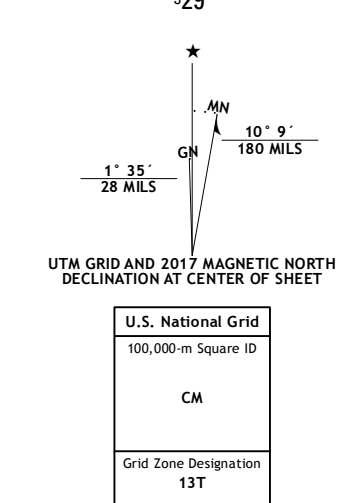 ³29
★
MN
GN
10° 9´
180 MILS
1° 35´
28 MILS
UTM GRID AND 2017 MAGNETIC NORTH
DECLINATION AT CENTER OF SHEET
U.S. National Grid
100,000-m Square ID
CM
Grid Zone Designation
13T